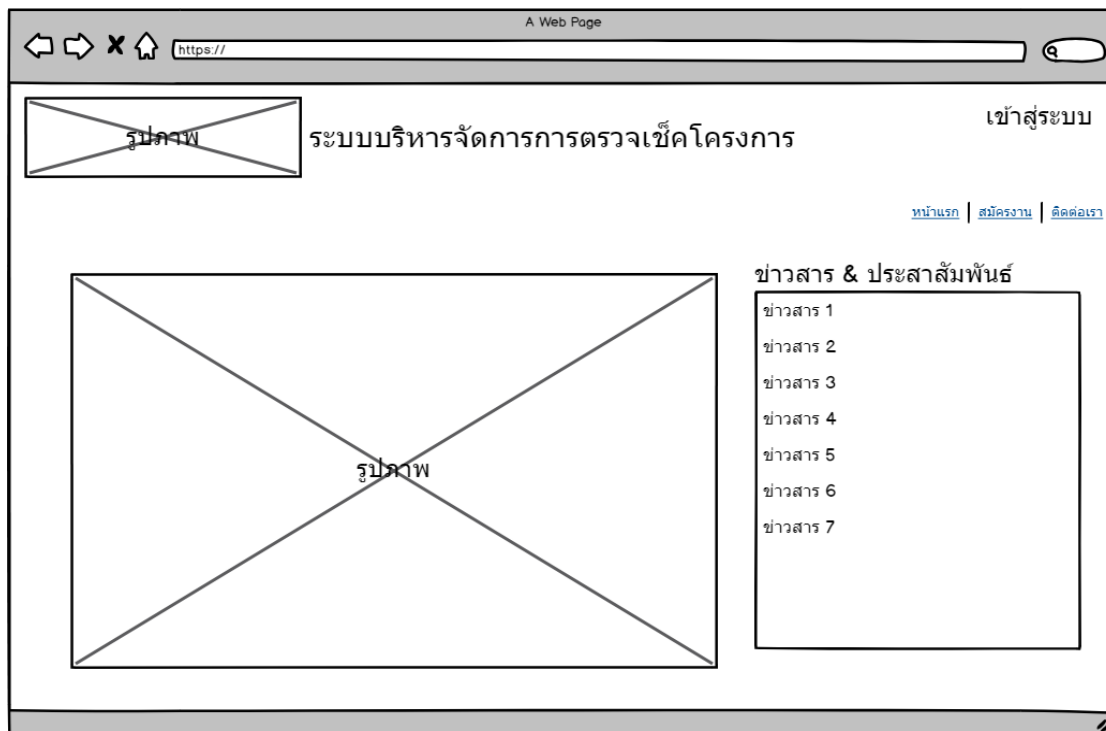 A Web Page
https://
รูปภาพ
ระบบบริหารจัดการการตรวจเช็คโครงการ
เข้าสู่ระบบ
หน้าแรก | สมัครงาน | ติดต่อเรา
ข่าวสาร & ประสาสัมพันธ์
ข่าวสาร 1
ข่าวสาร 2
ข่าวสาร 3
ข่าวสาร 4
ข่าวสาร 5
ข่าวสาร 6
ข่าวสาร 7
รูปภาพ